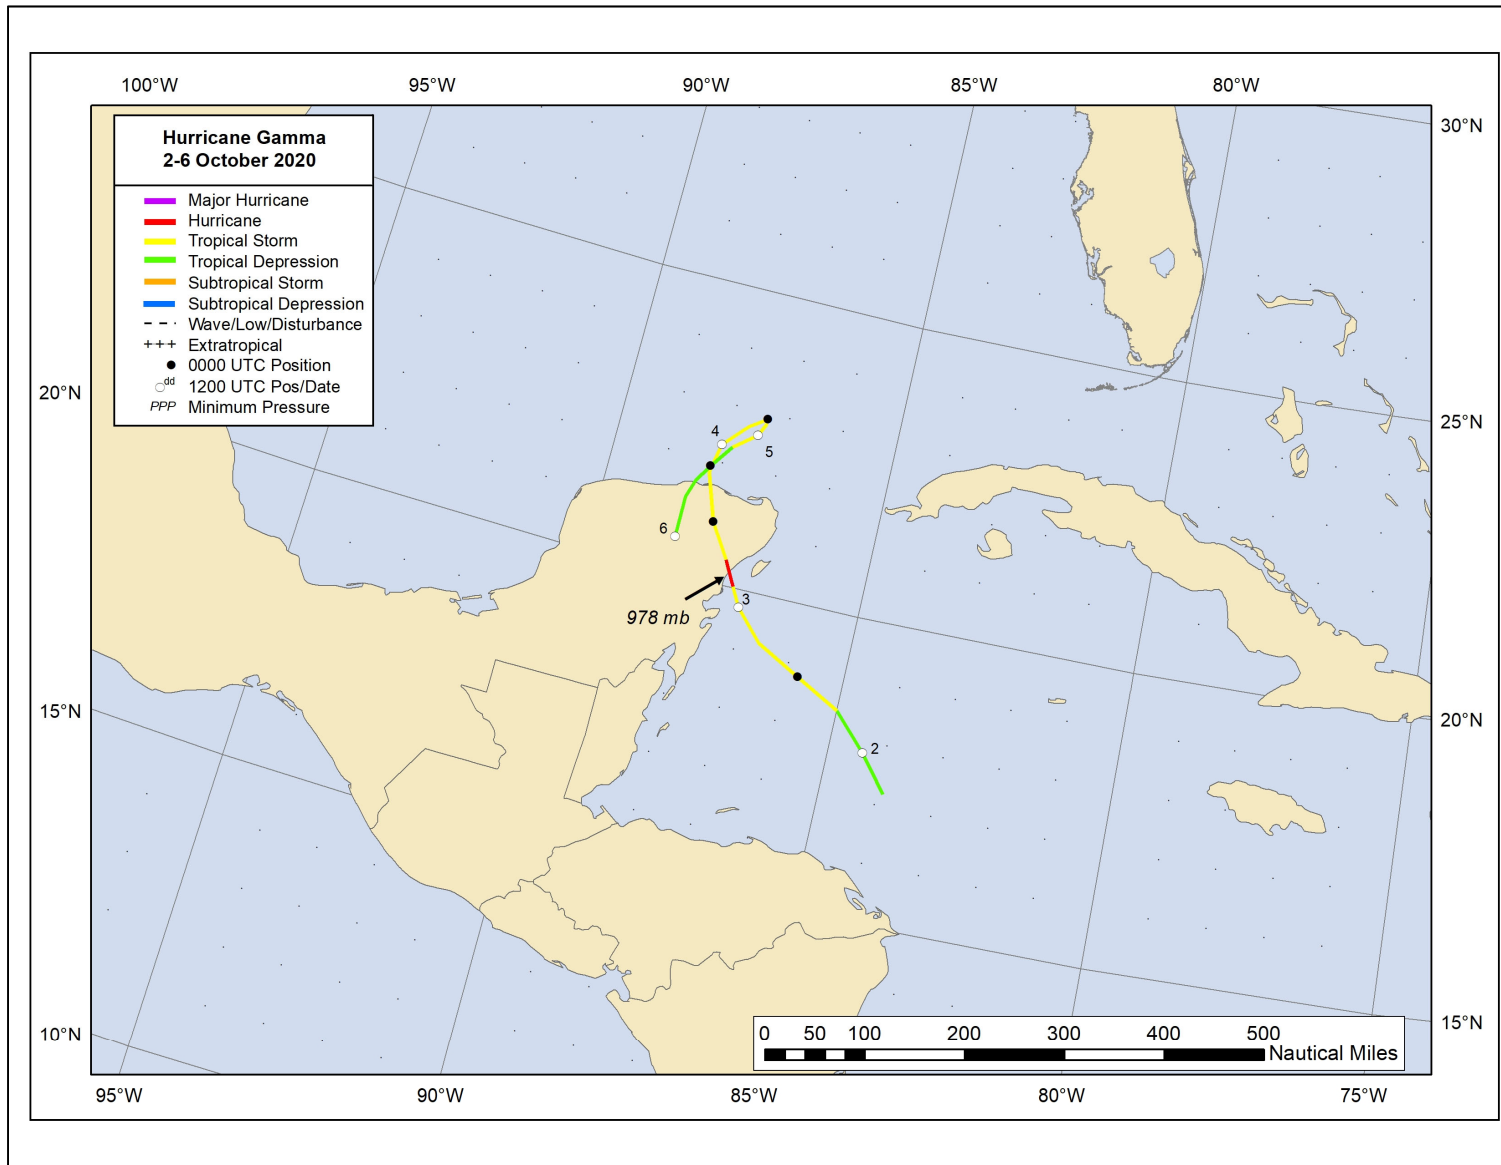 100°W 95°W 90°W 85°W 80°W
30°N
Hurricane Gamma
2-6 October 2020
Major Hurricane
Hurricane
Tropical Storm
Tropical Depression
Subtropical Storm
Subtropical Depression
Wave/Low/Disturbance
+++ Extratropical
0000 UTC Position
dd 1200 UTC Pos/Date
PPP Minimum Pressure
20°N
25°N
4
5
6
3
978 mb
15°N
20°N
2
10°N
15°N
0 50 100 200 300 400 500
Nautical Miles
95°W 90°W 85°W 80°W 75°W